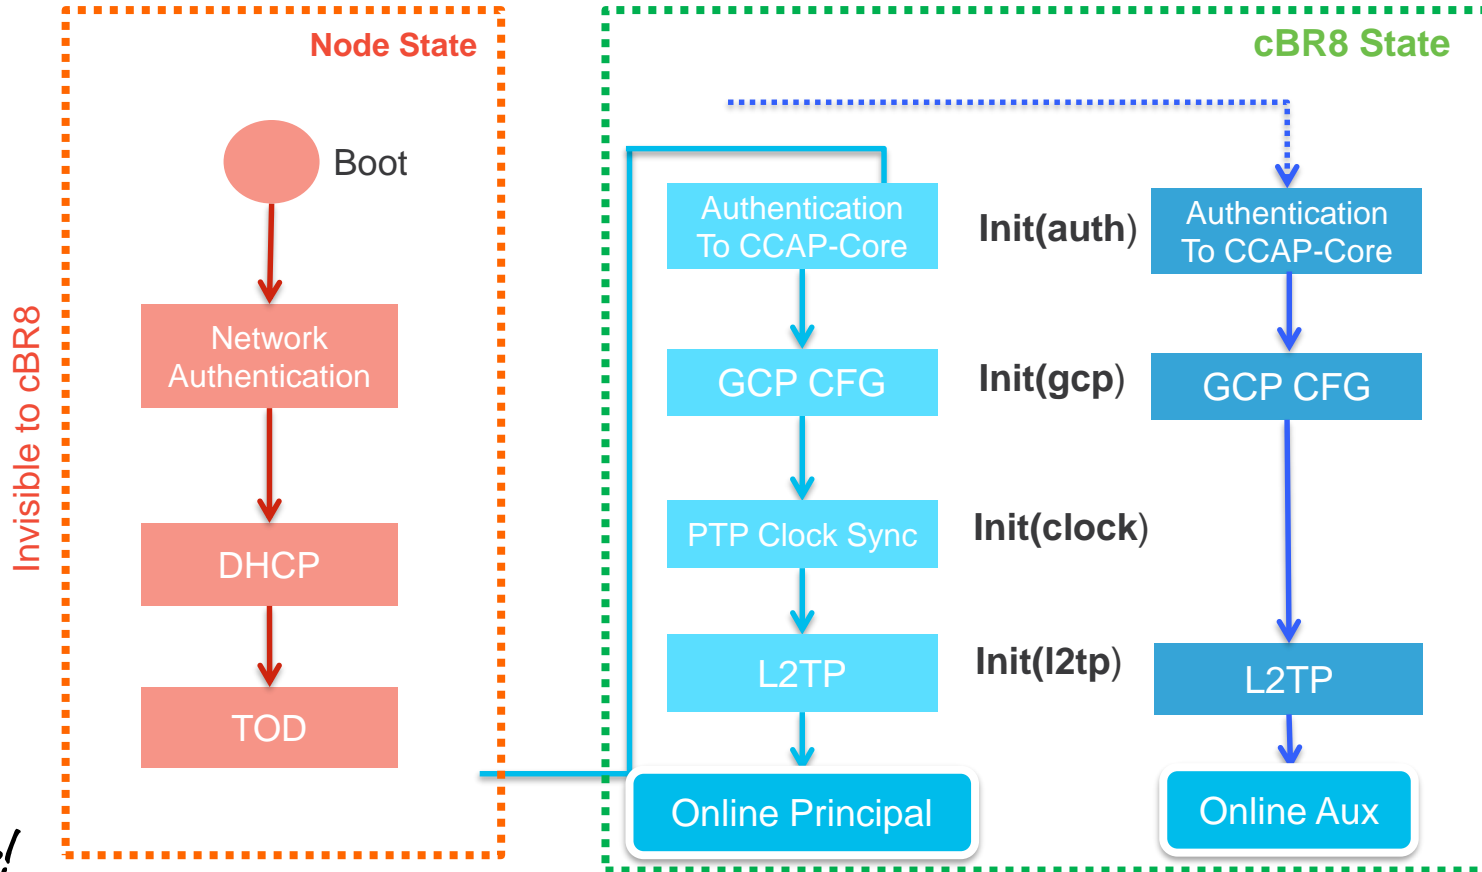 Node State
Boot
Network
Authentication
DHCP
TOD
Invisible to cBR8
cBR8 State
Authentication
To CCAP-Core
GCP CFG
PTP Clock Sync
L2TP
Online Principal
Init(auth)
Init(gcp)
Init(clock)
Init(l2tp)
Authentication
To CCAP-Core
GCP CFG
L2TP
Online Aux